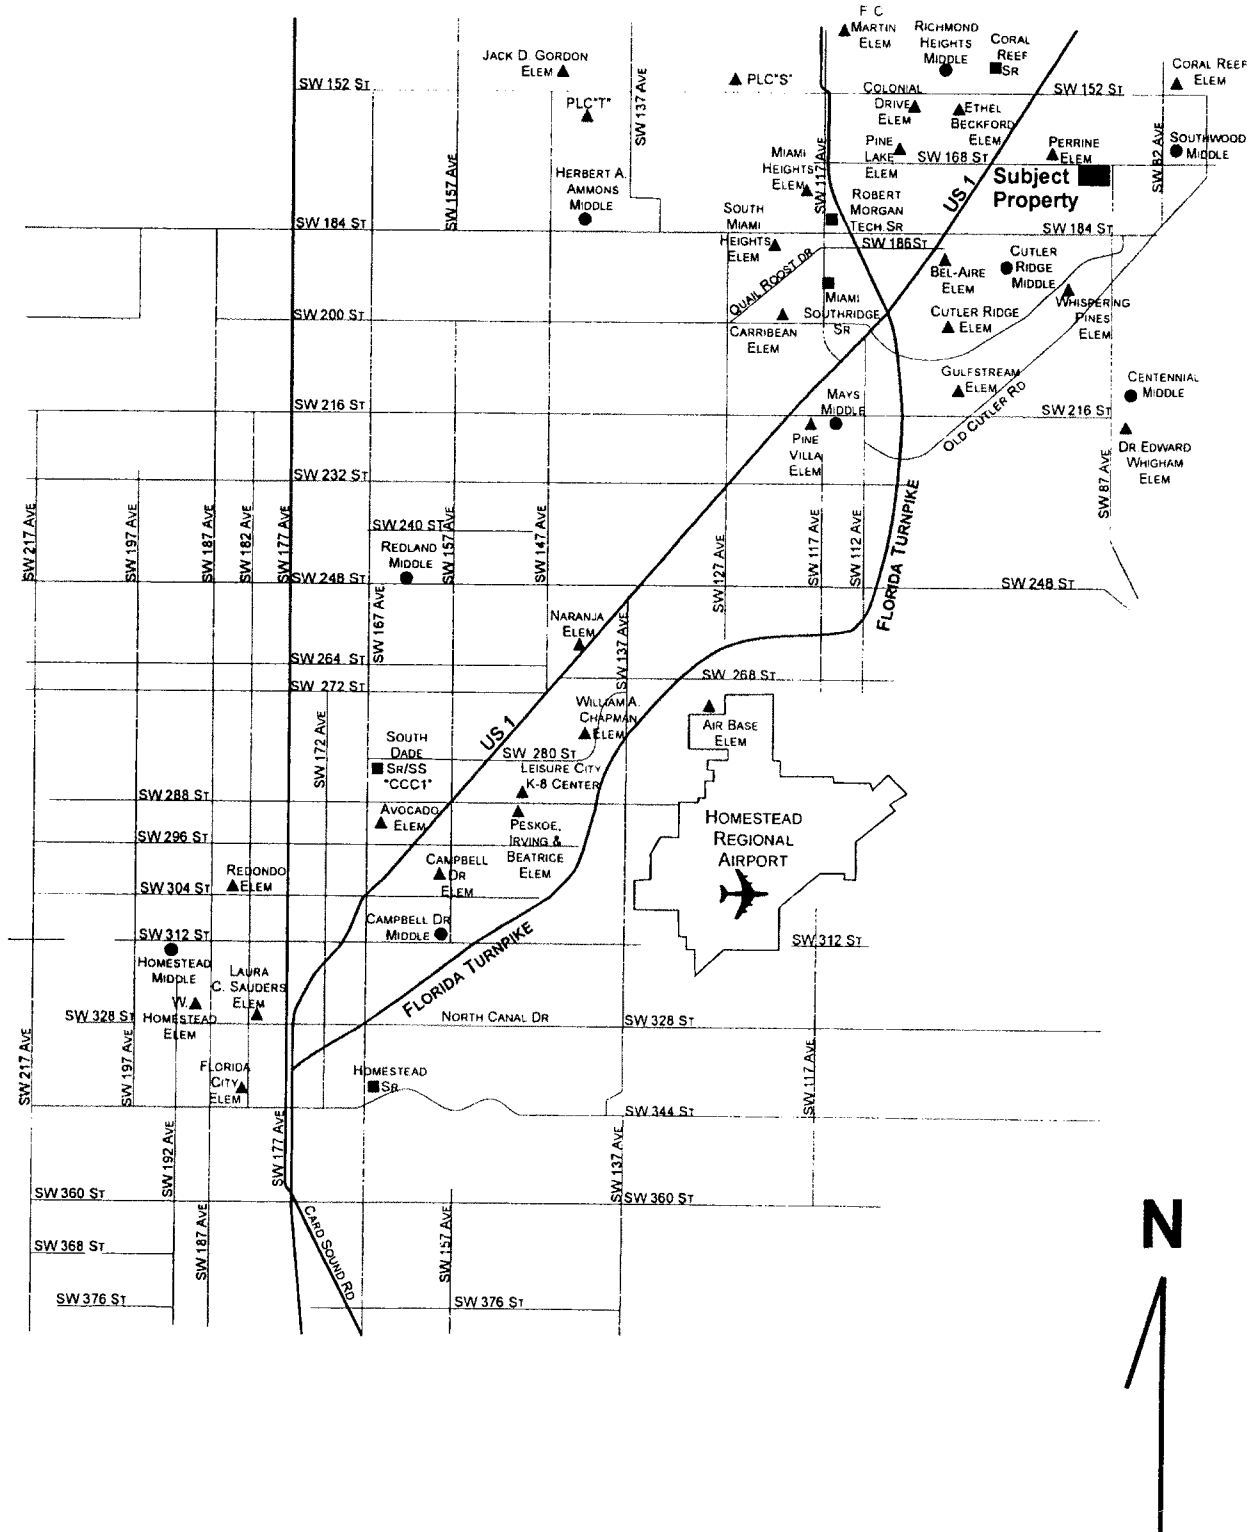 F C
MARTIN
ELEM
RICHMOND
HEIGHTS
MIDDLE
CORAL
REEF
SR
CORAL REEF
ELEM
JACK D. GORDON
ELEM
PLC"S"
SW 152 ST
SW 152 ST
PLC"T"
SW 137 AVE
COLONIAL
DRIVE
ELEM
ETHEL
BECKFORD
ELEM
PERRINE
ELEM
SW 82 AVE
SOUTHWOOD
MIDDLE
SW 157 AVE
HERBERT A.
AMMONS
MIDDLE
MIAMI
HEIGHTS
ELEM
SW 117 AVE
PINE
LAKE
ELEM
SW 168 ST
US 1
Subject
Property
SOUTH
MIAMI
HEIGHTS
ELEM
ROBERT
MORGAN
TECH.SR
SW 184 ST
SW 184 ST
SW 186ST
QUAIL ROOST DR
BEL-AIRE
ELEM
CUTLER
RIDGE
MIDDLE
WHISPERING
PINES
ELEM
MIAMI
SOUTHRIDGE
SR
CUTLER RIDGE
ELEM
SW 200 ST
CARRIBEAN
ELEM
GULFSTREAM
ELEM
CENTENNIAL
MIDDLE
MAYS
MIDDLE
SW 216 ST
SW 216 ST
OLD CUTLER RD
PINE
VILLA
ELEM
DR EDWARD
WHIGHAM
ELEM
SW 87 AVE
SW 232 ST
SW 217 AVE
SW 197 AVE
SW 187 AVE
SW 182 AVE
SW 177 AVE
SW 240 ST
SW 157 AVE
SW 147 AVE
REDLAND
MIDDLE
SW 127 AVE
SW 117 AVE
SW 112 AVE
FLORIDA TURNPIKE
SW 248 ST
SW 248 ST
SW 167 AVE
NARANJA
ELEM
SW 137 AVE
SW 264 ST
SW 272 ST
SW 268 ST
WILLIAM A.
CHAPMAN
ELEM
AIR BASE
ELEM
SW 172 AVE
SOUTH
DADE
SR/SS
"CCC1"
US 1
SW 280 ST
LEISURE CITY
K-8 CENTER
SW 288 ST
AVOCADO
ELEM
PESKOE,
IRVING &
BEATRICE
ELEM
HOMESTEAD
REGIONAL
AIRPORT
SW 296 ST
REDONDO
ELEM
CAMPBELL
DR
ELEM
SW 304 ST
CAMPBELL DR
MIDDLE
SW 312 ST
SW 312 ST
HOMESTEAD
MIDDLE
LAURA
C. SAUDERS
ELEM
FLORIDA TURNPIKE
W.
HOMESTEAD
ELEM
SW 328 ST
NORTH CANAL DR
SW 328 ST
SW 217 AVE
SW 197 AVE
FLORIDA
CITY
ELEM
HOMESTEAD
SR
SW 117 AVE
SW 344 ST
SW 192 AVE
SW 177 AVE
SW 137 AVE
SW 360 ST
SW 360 ST
SW 187 AVE
CARD SOUND RD
SW 157 AVE
SW 368 ST
SW 376 ST
SW 376 ST
N